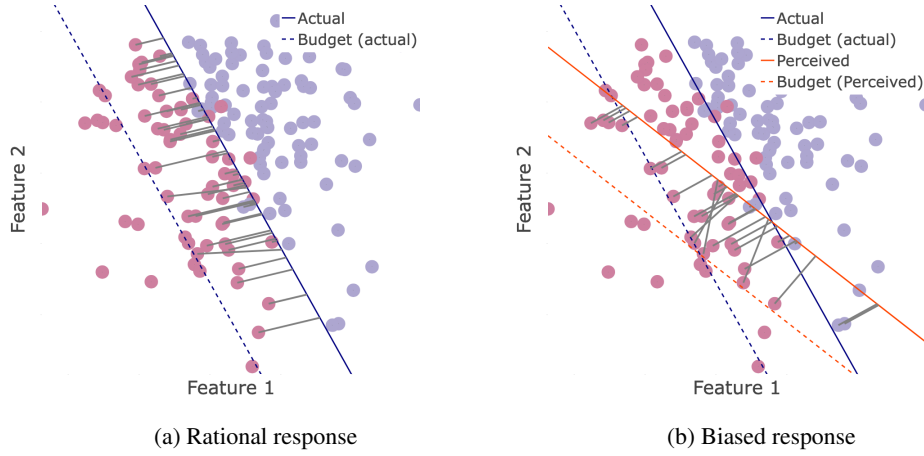 Actual
Budget (actual)
Feature 2
Feature 1
(a) Rational response
Actual
Budget (actual)
Perceived
Budget (Perceived)
Feature 2
Feature 1
(b) Biased response